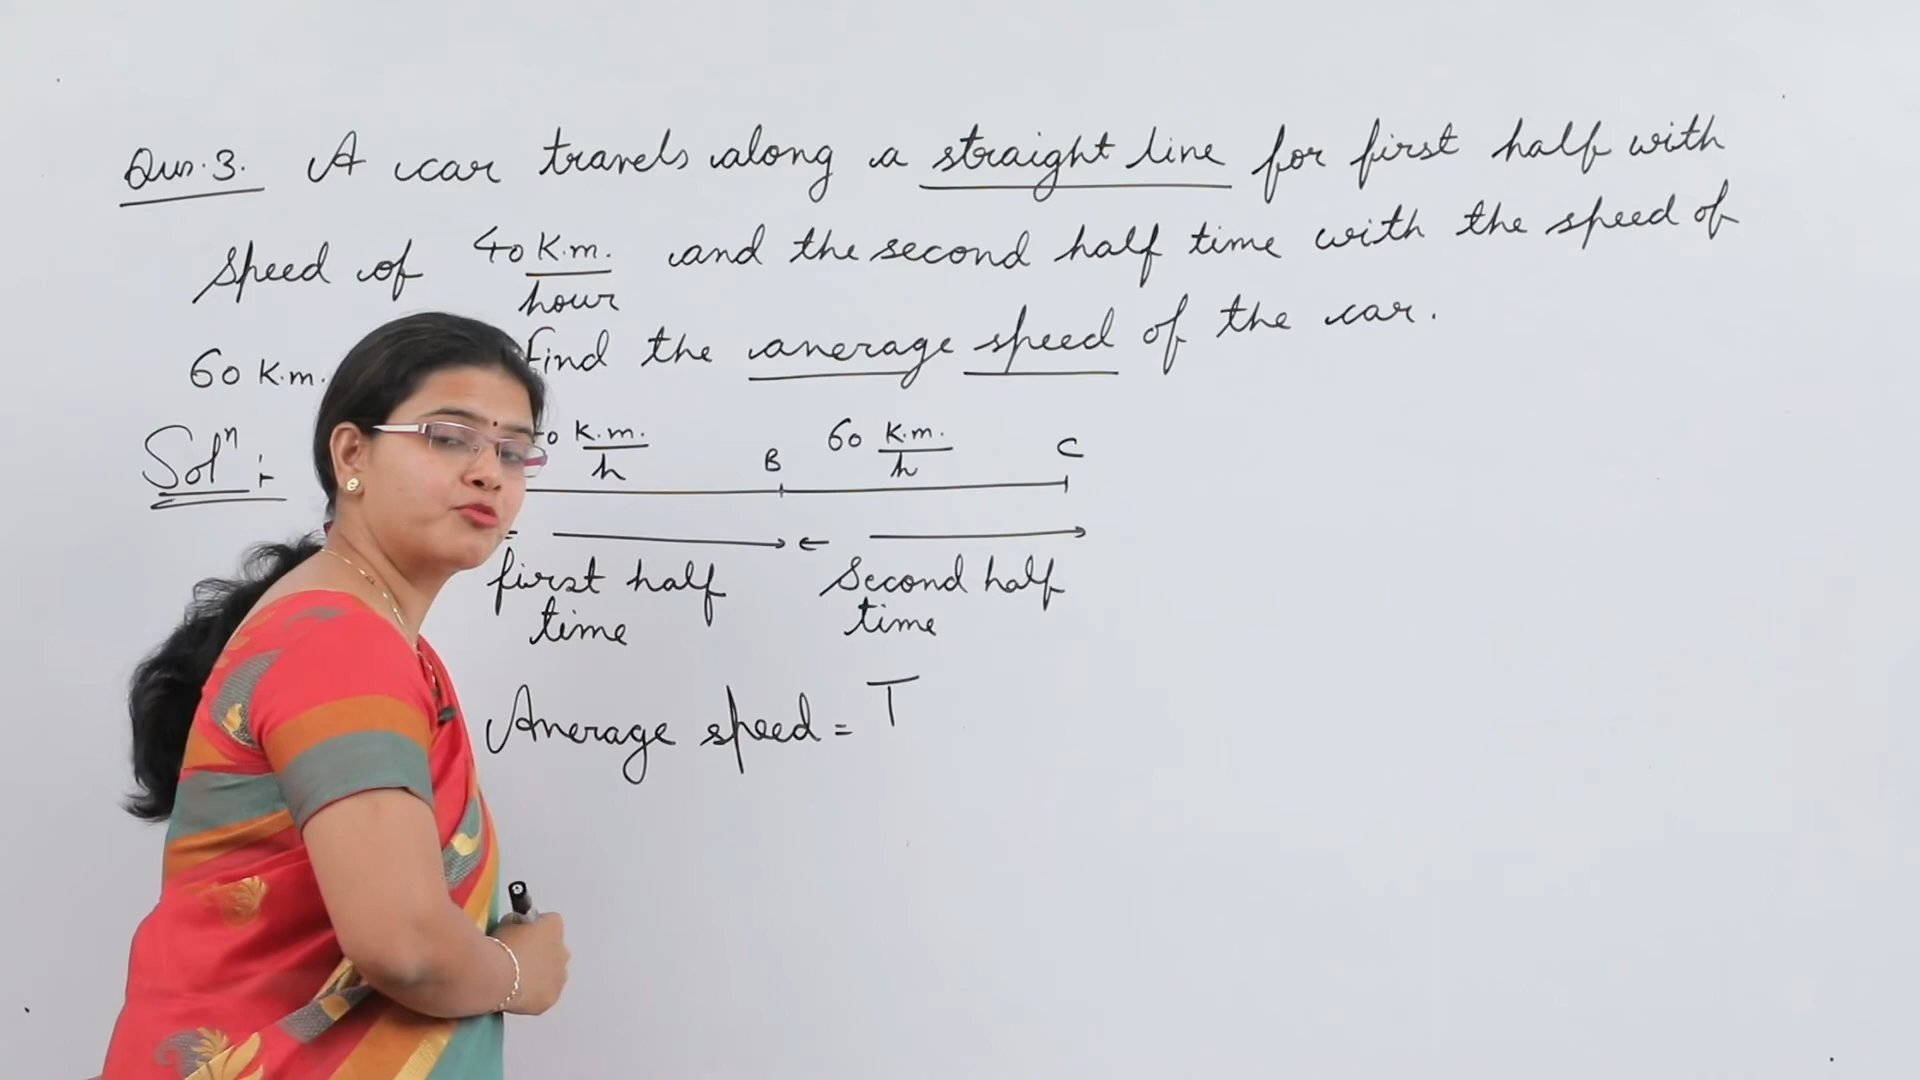 Qus.3. A car travels along a straight line for first half with
speed of 40 K.m./hour and the second half time with the speed of
60 K.m. find the average speed of the car.
Solⁿ :-
K.m./h B 60 K.m./h C
first half time
second half time
Average speed = T